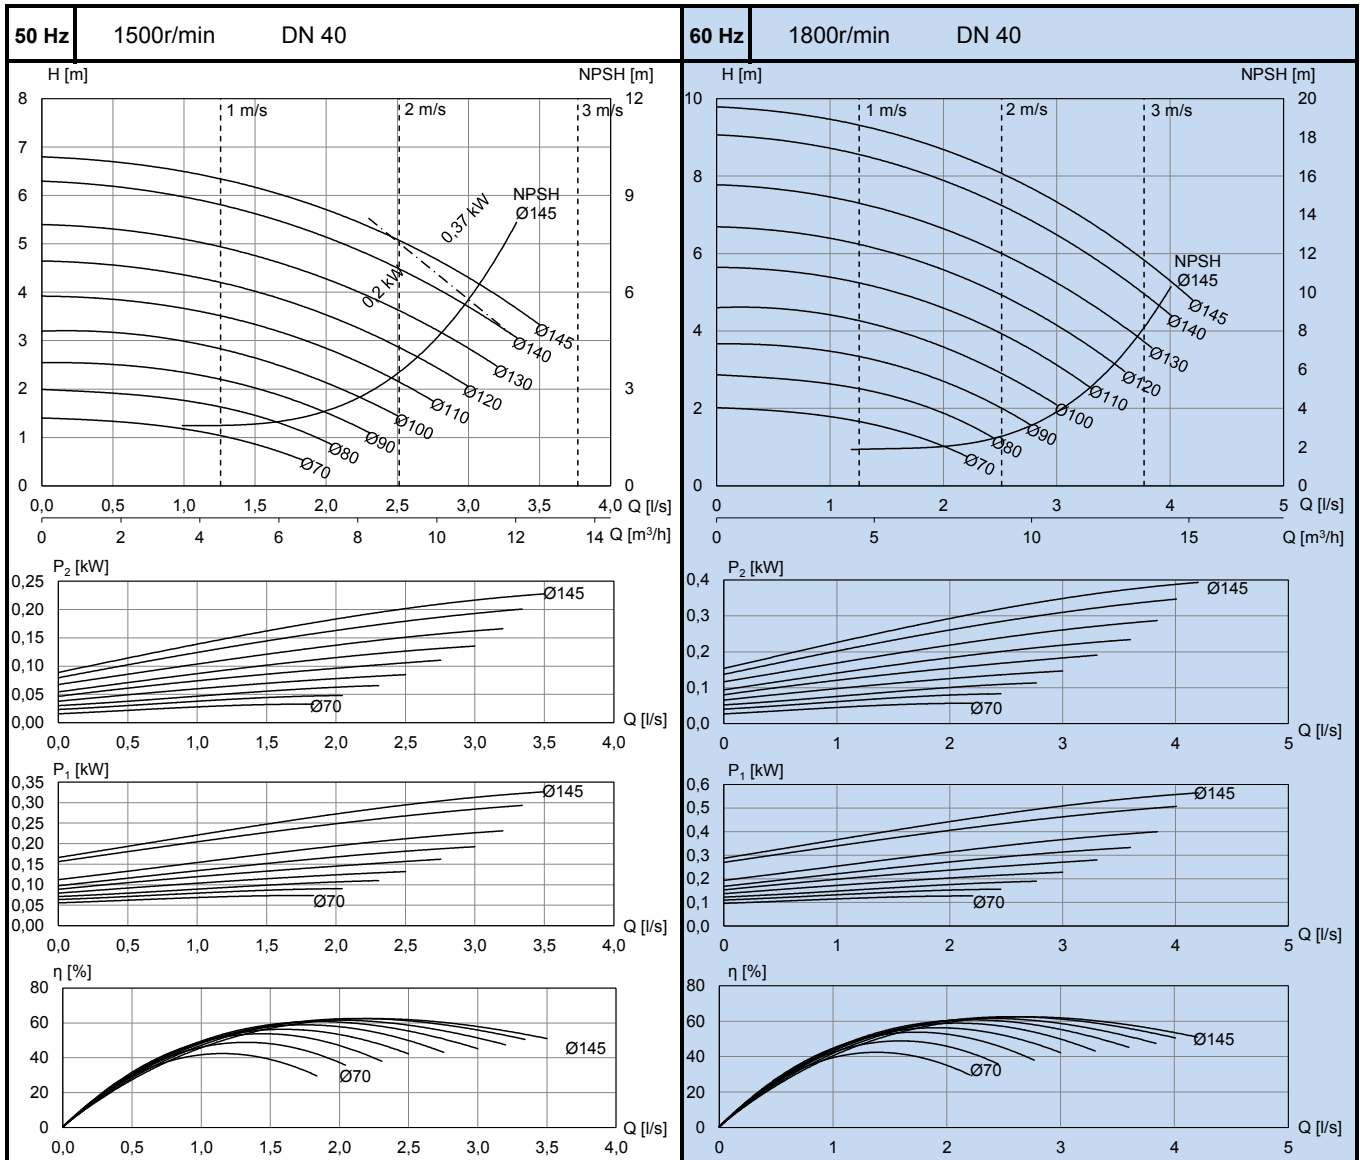 50 Hz 1500r/min DN 40
H [m] NPSH [m]
8 12
1 m/s 2 m/s 3 m/s
7
6 9
NPSH
Ø145
0,37 kW
5
0,2 kW
4 6
3
Ø145
Ø140
Ø130
Ø120
Ø110
Ø100
Ø90
Ø80
Ø70
2 3
1
0 0
0,0 0,5 1,0 1,5 2,0 2,5 3,0 3,5 4,0 Q [l/s]
0 2 4 6 8 10 12 14 Q [m³/h]
P₂ [kW]
0,25
0,20
0,15
0,10
0,05
0,00
Ø145
Ø70
Q [l/s]
0,0 0,5 1,0 1,5 2,0 2,5 3,0 3,5 4,0
P₁ [kW]
0,35
0,30
0,25
0,20
0,15
0,10
0,05
0,00
Ø145
Ø70
Q [l/s]
0,0 0,5 1,0 1,5 2,0 2,5 3,0 3,5 4,0
η [%]
80
60
40
20
0
Ø145
Ø70
Q [l/s]
0,0 0,5 1,0 1,5 2,0 2,5 3,0 3,5 4,0
60 Hz 1800r/min DN 40
H [m] NPSH [m]
10 20
1 m/s 2 m/s 3 m/s
18
8 16
14
6 12
NPSH
Ø145
10
4 8
Ø145
Ø140
Ø130
Ø120
Ø110
Ø100
Ø90
Ø80
Ø70
6
2 4
2
0 0
0 1 2 3 4 5 Q [l/s]
0 5 10 15 Q [m³/h]
P₂ [kW]
0,4
0,3
0,2
0,1
0,0
Ø145
Ø70
Q [l/s]
0 1 2 3 4 5
P₁ [kW]
0,6
0,5
0,4
0,3
0,2
0,1
0,0
Ø145
Ø70
Q [l/s]
0 1 2 3 4 5
η [%]
80
60
40
20
0
Ø145
Ø70
Q [l/s]
0 1 2 3 4 5